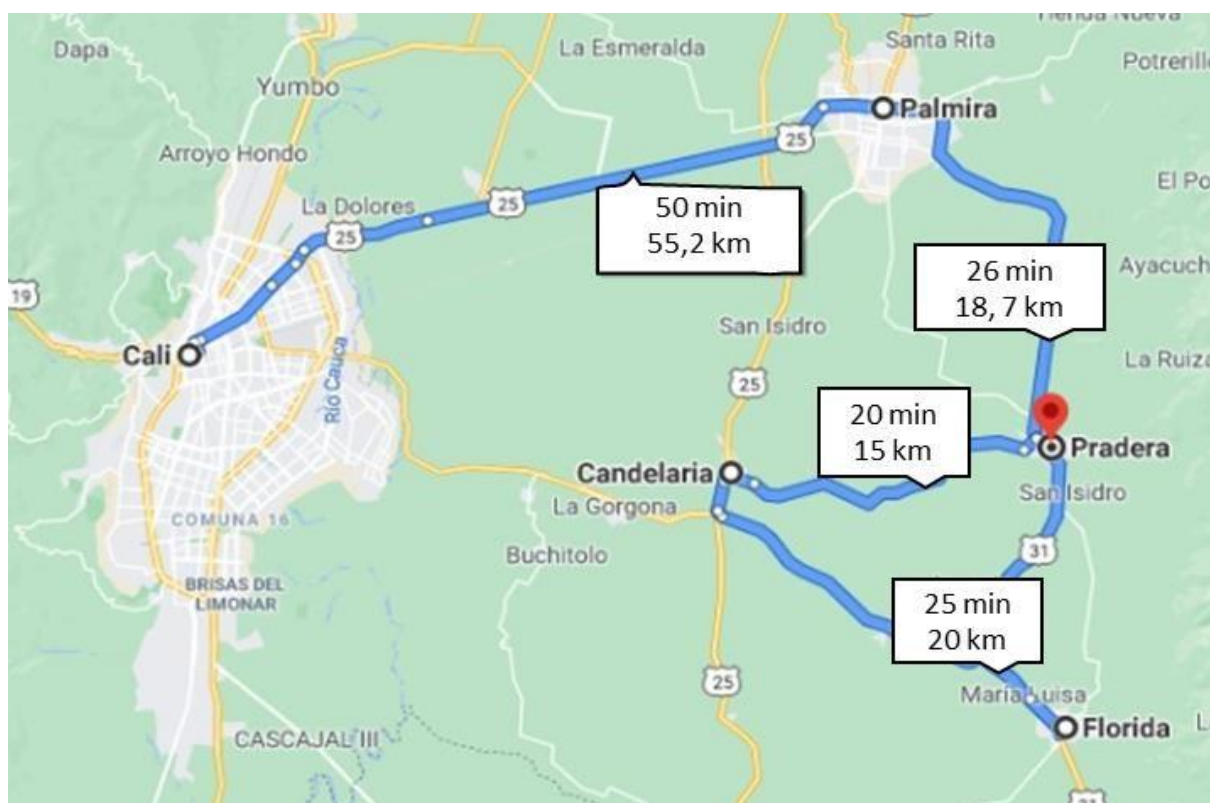 Tienda Nueva
Dapa
La Esmeralda
Santa Rita
Potrerill
Yumbo
Palmira
25
Arroyo Hondo
El Po
La Dolores
25
25
50 min
55,2 km
26 min
18, 7 km
Ayacuch
19
San Isidro
Cali
Río Cauca
25
La Ruiza
20 min
15 km
Pradera
Candelaria
San Isidro
La Gorgona
COMUNA 16
Buchitolo
31
BRISAS DEL
LIMONAR
25 min
20 km
25
María Luisa
CASCAJAL III
Florida
L
31